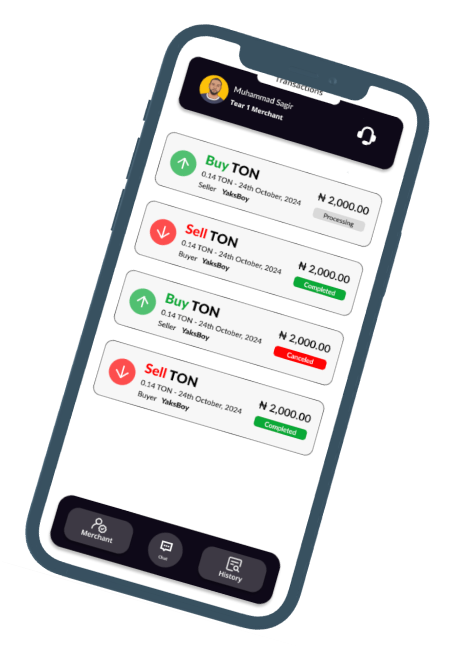 Transactions
Muhammad Sagir
Tear 1 Merchant
Buy TON
0.14 TON - 24th October, 2024
Seller YaksBoy
₦ 2,000.00
Processing
Sell TON
0.14 TON - 24th October, 2024
Buyer YaksBoy
₦ 2,000.00
Completed
Buy TON
0.14 TON - 24th October, 2024
Seller YaksBoy
₦ 2,000.00
Canceled
Sell TON
0.14 TON - 24th October, 2024
Buyer YaksBoy
₦ 2,000.00
Completed
Merchant
Chat
History